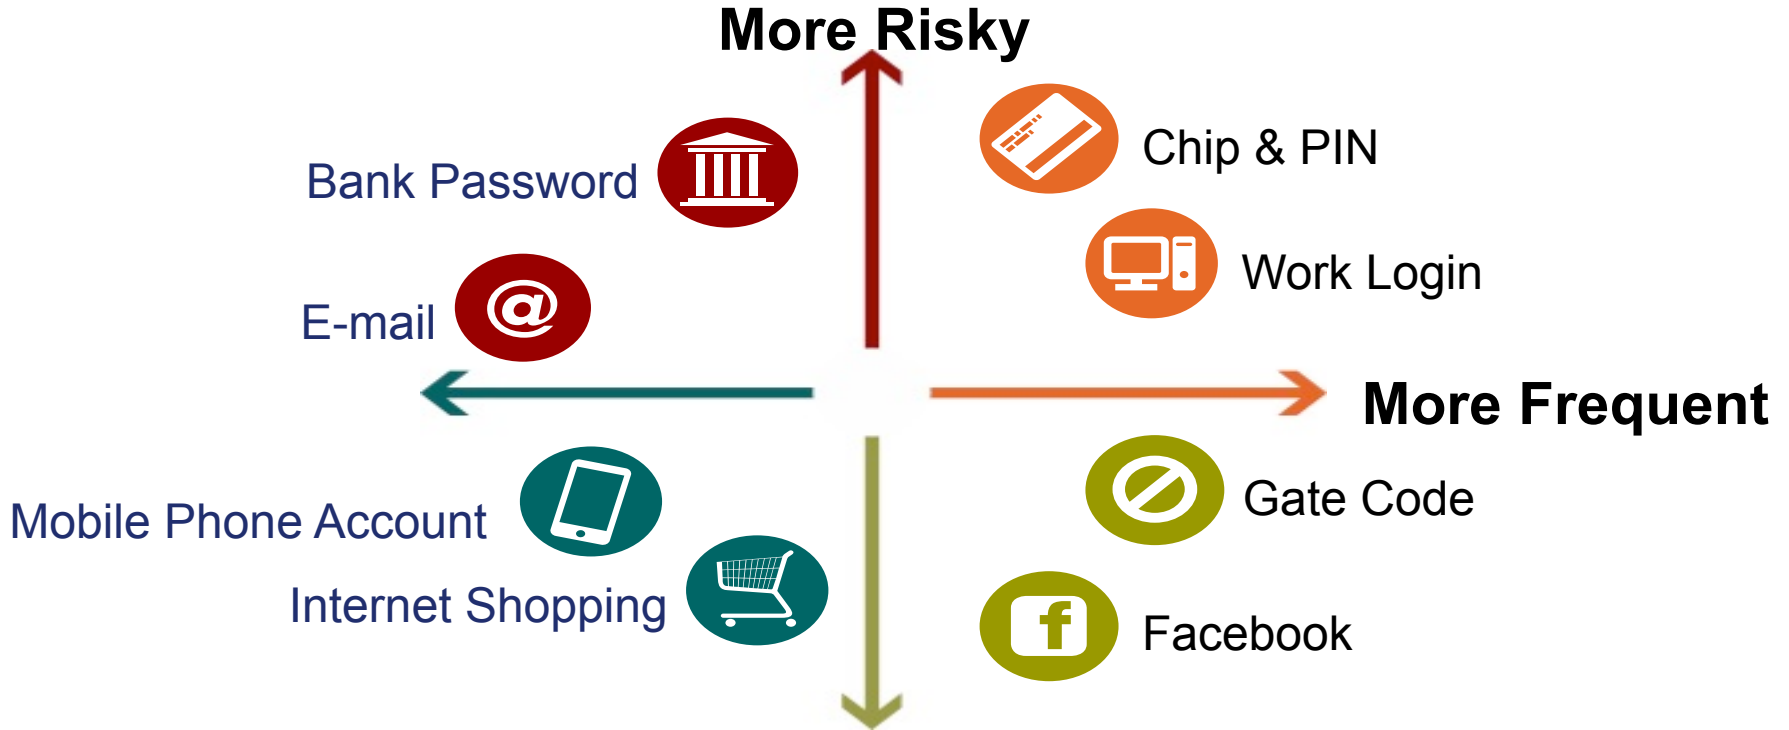 More Risky
Chip & PIN
Bank Password
Work Login
E-mail
@
More Frequent
Gate Code
Mobile Phone Account
Internet Shopping
f
Facebook